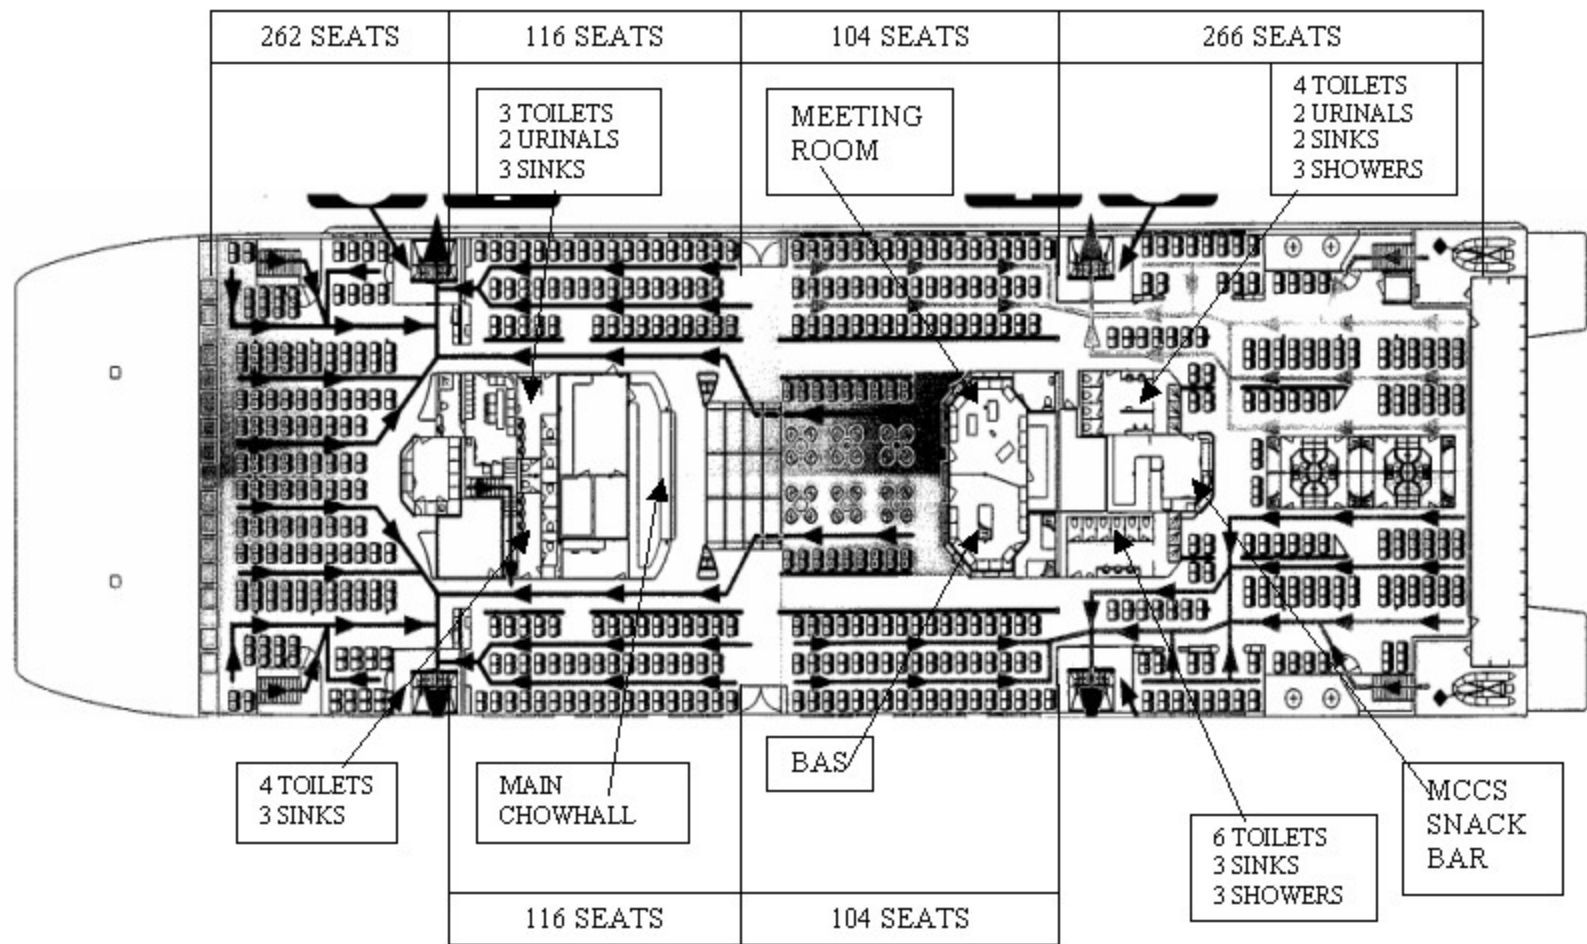 262 SEATS
116 SEATS
104 SEATS
266 SEATS
3 TOILETS
2 URINALS
3 SINKS
MEETING
ROOM
4 TOILETS
2 URINALS
2 SINKS
3 SHOWERS
4 TOILETS
3 SINKS
MAIN
CHOWHALL
BAS
6 TOILETS
3 SINKS
3 SHOWERS
MCCS
SNACK
BAR
116 SEATS
104 SEATS